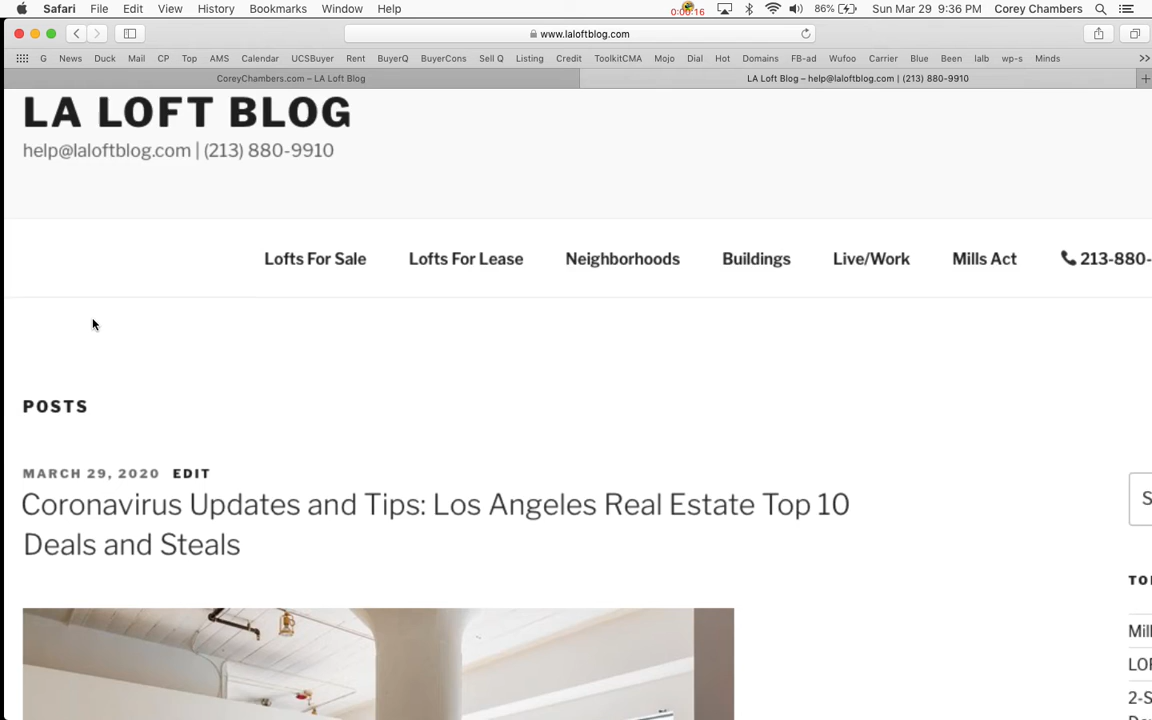 Safari File Edit View History Bookmarks Window Help 0:00:16 86% Sun Mar 29 9:36 PM Corey Chambers
www.laloftblog.com
G News Duck Mail CP Top AMS Calendar UCSBuyer Rent BuyerQ BuyerCons Sell Q Listing Credit ToolkitCMA Mojo Dial Hot Domains FB-ad Wufoo Carrier Blue Been lalb wp-s Minds >>
CoreyChambers.com – LA Loft Blog LA Loft Blog – help@laloftblog.com | (213) 880-9910 +
LA LOFT BLOG
help@laloftblog.com | (213) 880-9910
Lofts For Sale Lofts For Lease Neighborhoods Buildings Live/Work Mills Act 213-880-
POSTS
MARCH 29, 2020 EDIT
Coronavirus Updates and Tips: Los Angeles Real Estate Top 10
Deals and Steals
S
TO
Mill
LO
2-S